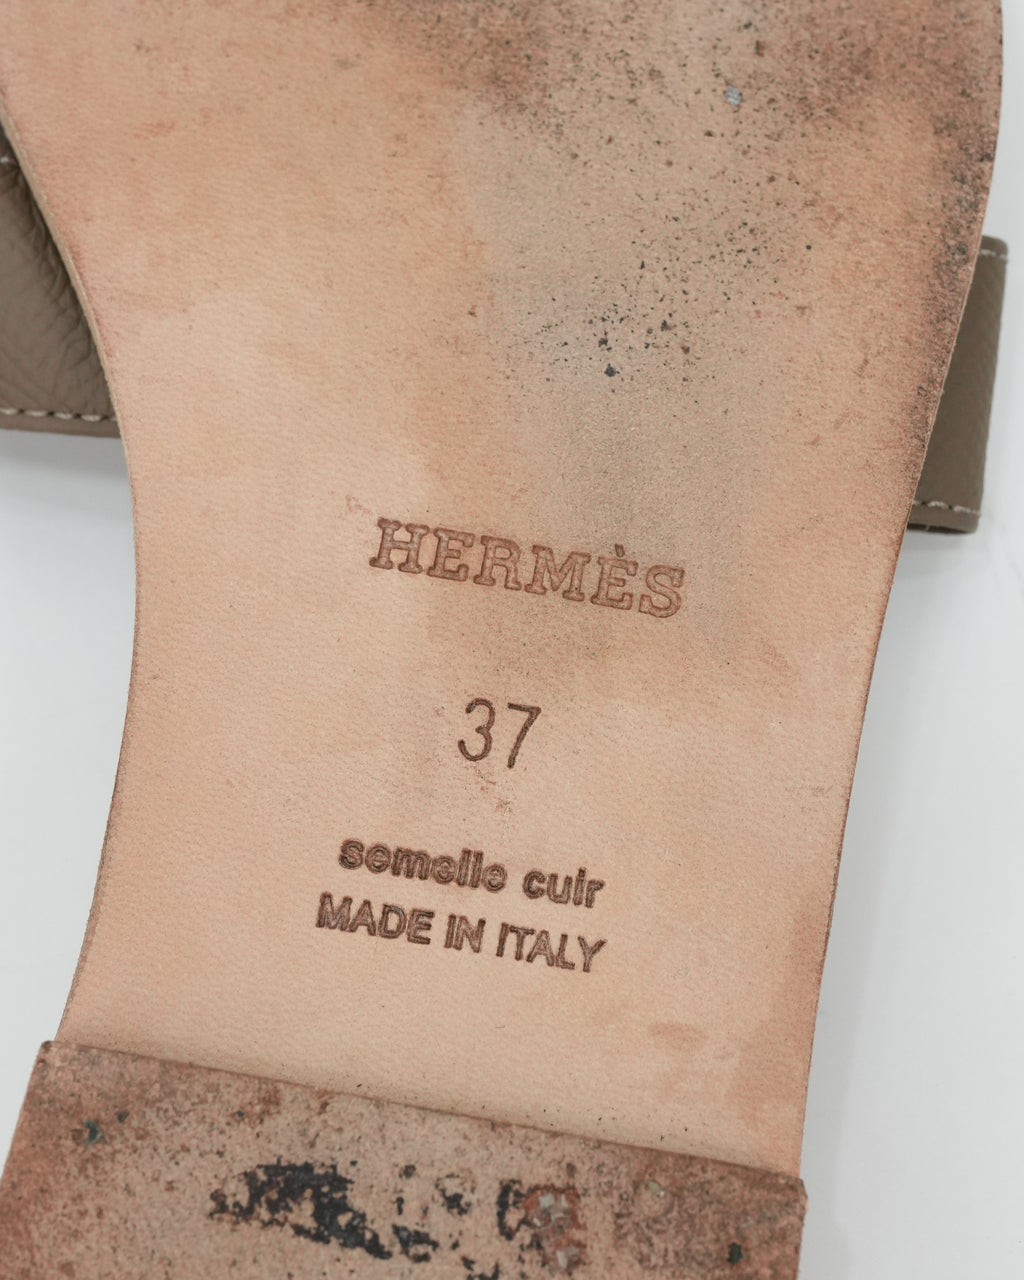 HERMÈS
37
semelle cuir
MADE IN ITALY